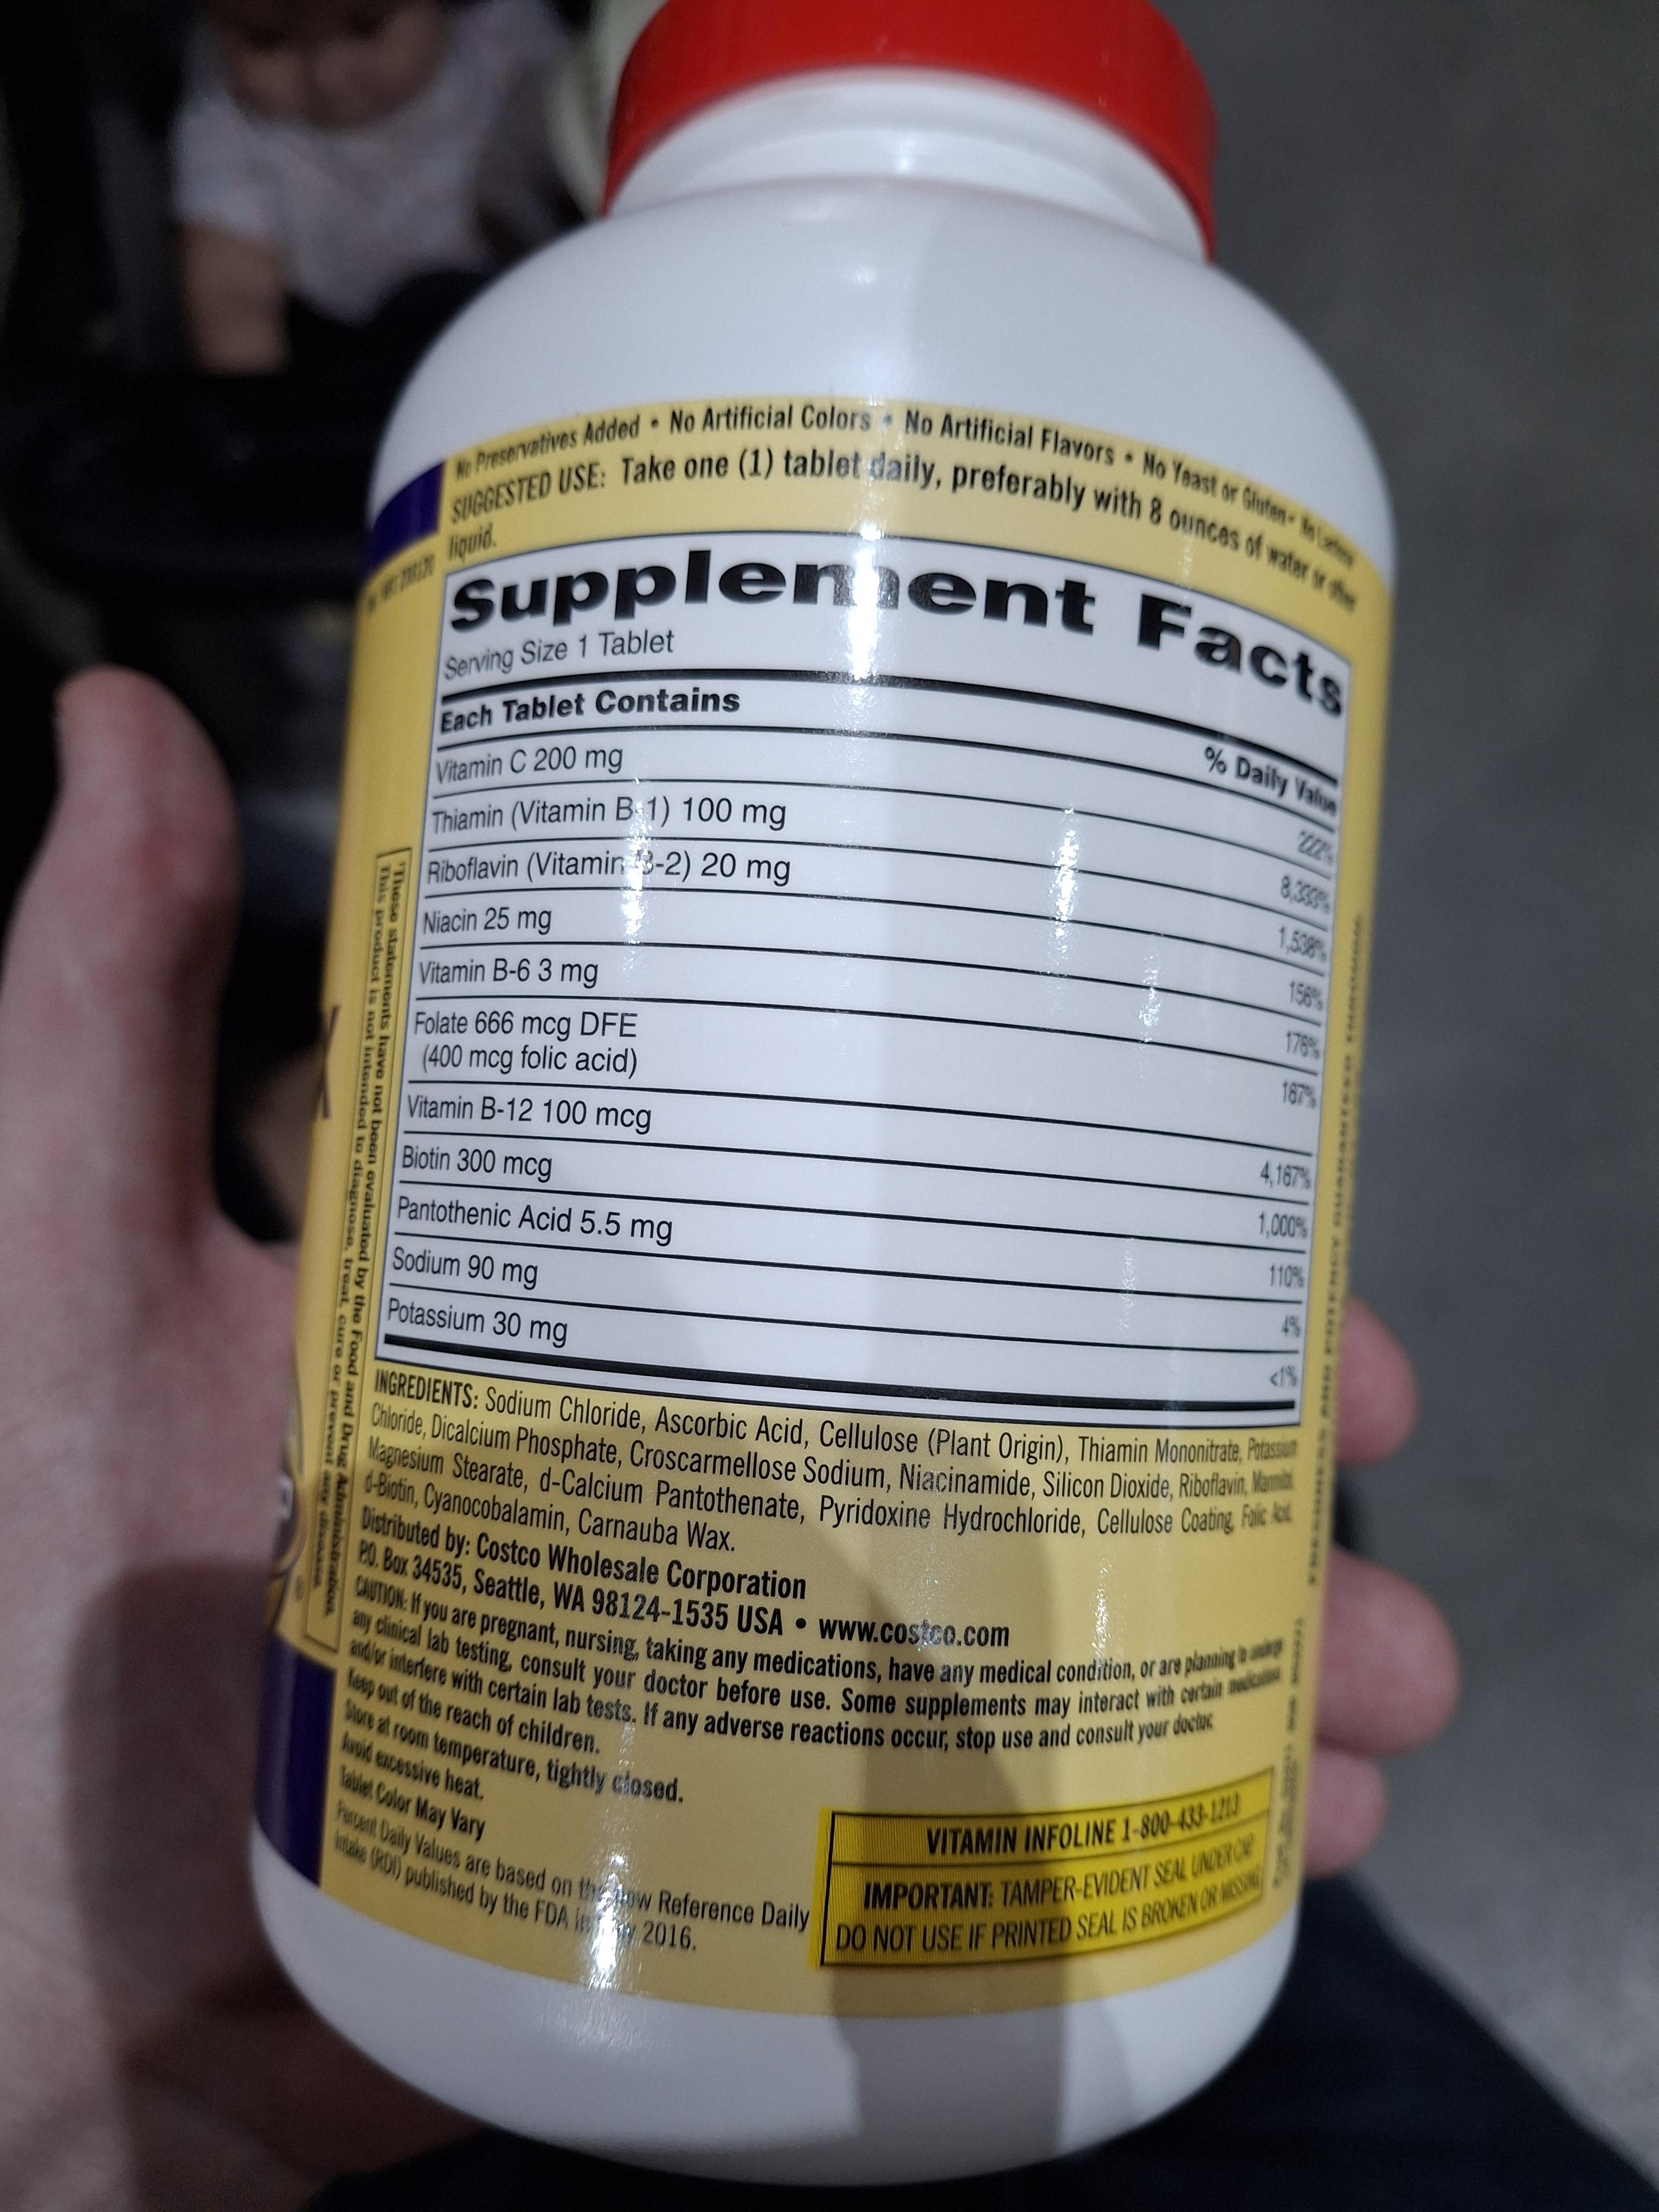 No Preservatives Added • No Artificial Colors • No Artificial Flavors • No Yeast or Gluten • No Lactose
SUGGESTED USE: Take one (1) tablet daily, preferably with 8 ounces of water or other
liquid.
Supplement Facts
Serving Size 1 Tablet
Each Tablet Contains % Daily Value
Vitamin C 200 mg 222%
Thiamin (Vitamin B-1) 100 mg 8,333%
Riboflavin (Vitamin B-2) 20 mg 1,538%
Niacin 25 mg 156%
Vitamin B-6 3 mg 176%
Folate 666 mcg DFE 167%
(400 mcg folic acid)
Vitamin B-12 100 mcg 4,167%
Biotin 300 mcg 1,000%
Pantothenic Acid 5.5 mg 110%
Sodium 90 mg 4%
Potassium 30 mg <1%
INGREDIENTS: Sodium Chloride, Ascorbic Acid, Cellulose (Plant Origin), Thiamin Mononitrate, Potassium
Chloride, Dicalcium Phosphate, Croscarmellose Sodium, Niacinamide, Silicon Dioxide, Riboflavin, Mannitol,
Magnesium Stearate, d-Calcium Pantothenate, Pyridoxine Hydrochloride, Cellulose Coating, Folic Acid,
d-Biotin, Cyanocobalamin, Carnauba Wax.
Distributed by: Costco Wholesale Corporation
P.O. Box 34535, Seattle, WA 98124-1535 USA • www.costco.com
CAUTION: If you are pregnant, nursing, taking any medications, have any medical condition, or are planning to undergo
any clinical lab testing, consult your doctor before use. Some supplements may interact with certain medications
and/or interfere with certain lab tests. If any adverse reactions occur, stop use and consult your doctor.
Keep out of the reach of children.
Store at room temperature, tightly closed.
Avoid excessive heat.
Tablet Color May Vary
Percent Daily Values are based on the new Reference Daily
Intake (RDI) published by the FDA in 2016.
VITAMIN INFOLINE 1-800-433-1213
IMPORTANT: TAMPER-EVIDENT SEAL UNDER CAP
DO NOT USE IF PRINTED SEAL IS BROKEN OR MISSING.
*These statements have not been evaluated by the Food and Drug Administration.
This product is not intended to diagnose, treat, cure or prevent any disease.
FRESHNESS AND POTENCY GUARANTEED THROUGH